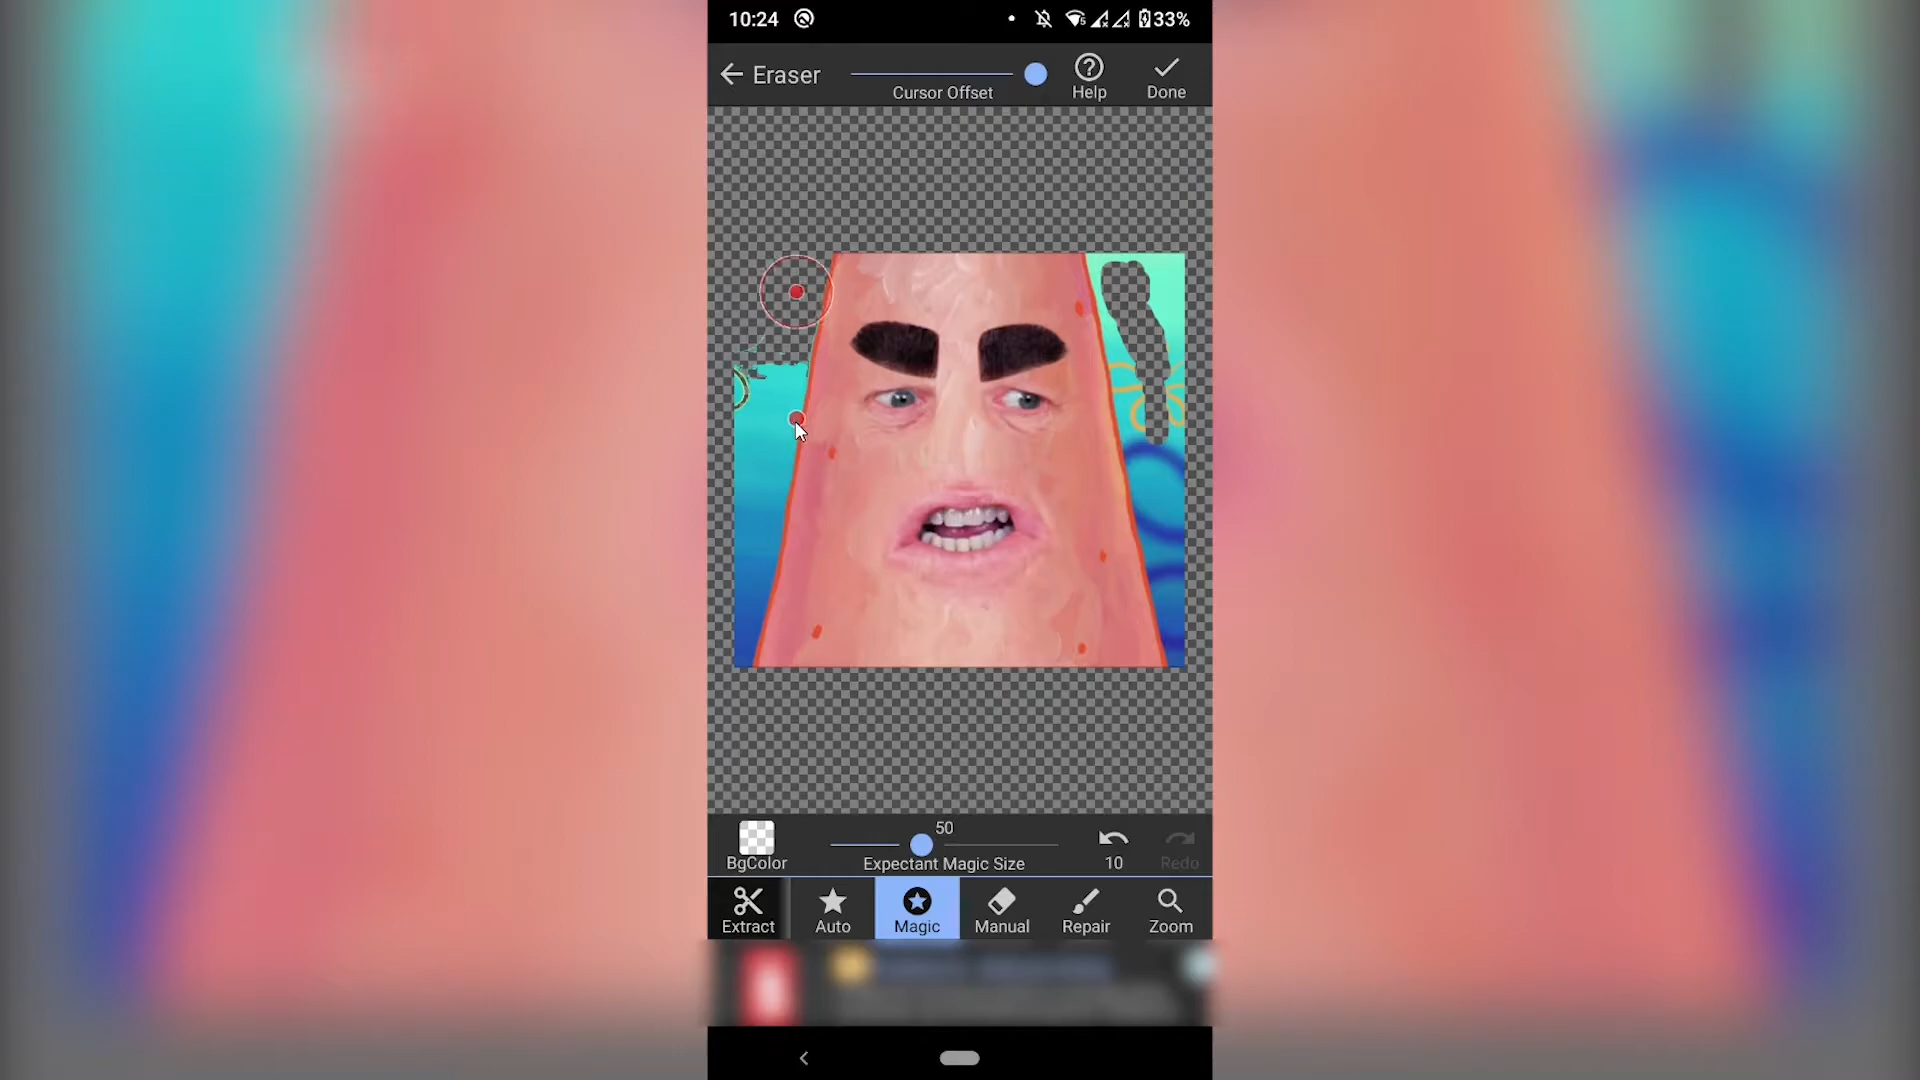 10:24
33%
Eraser
Cursor Offset
Help
Done
50
BgColor
Expectant Magic Size
10
Redo
Extract
Auto
Magic
Manual
Repair
Zoom